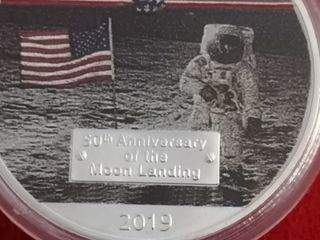 50th Anniversary
of the
Moon Landing
2019